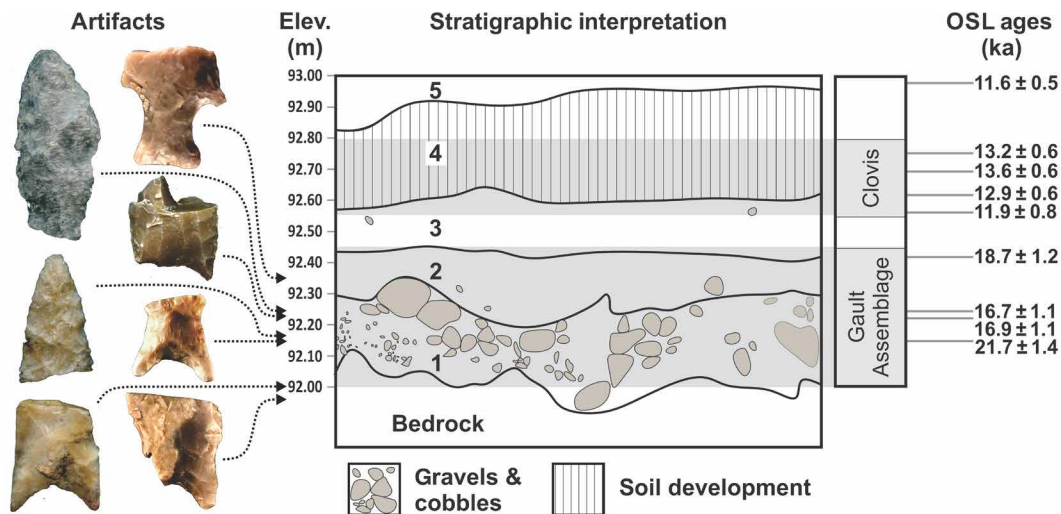 Artifacts
Elev.
(m)
Stratigraphic interpretation
OSL ages
(ka)
93.00
92.90
92.80
92.70
92.60
92.50
92.40
92.30
92.20
92.10
92.00
5
4
3
2
1
Bedrock
Clovis
Gault
Assemblage
11.6 ± 0.5
13.2 ± 0.6
13.6 ± 0.6
12.9 ± 0.6
11.9 ± 0.8
18.7 ± 1.2
16.7 ± 1.1
16.9 ± 1.1
21.7 ± 1.4
Gravels &
cobbles
Soil development